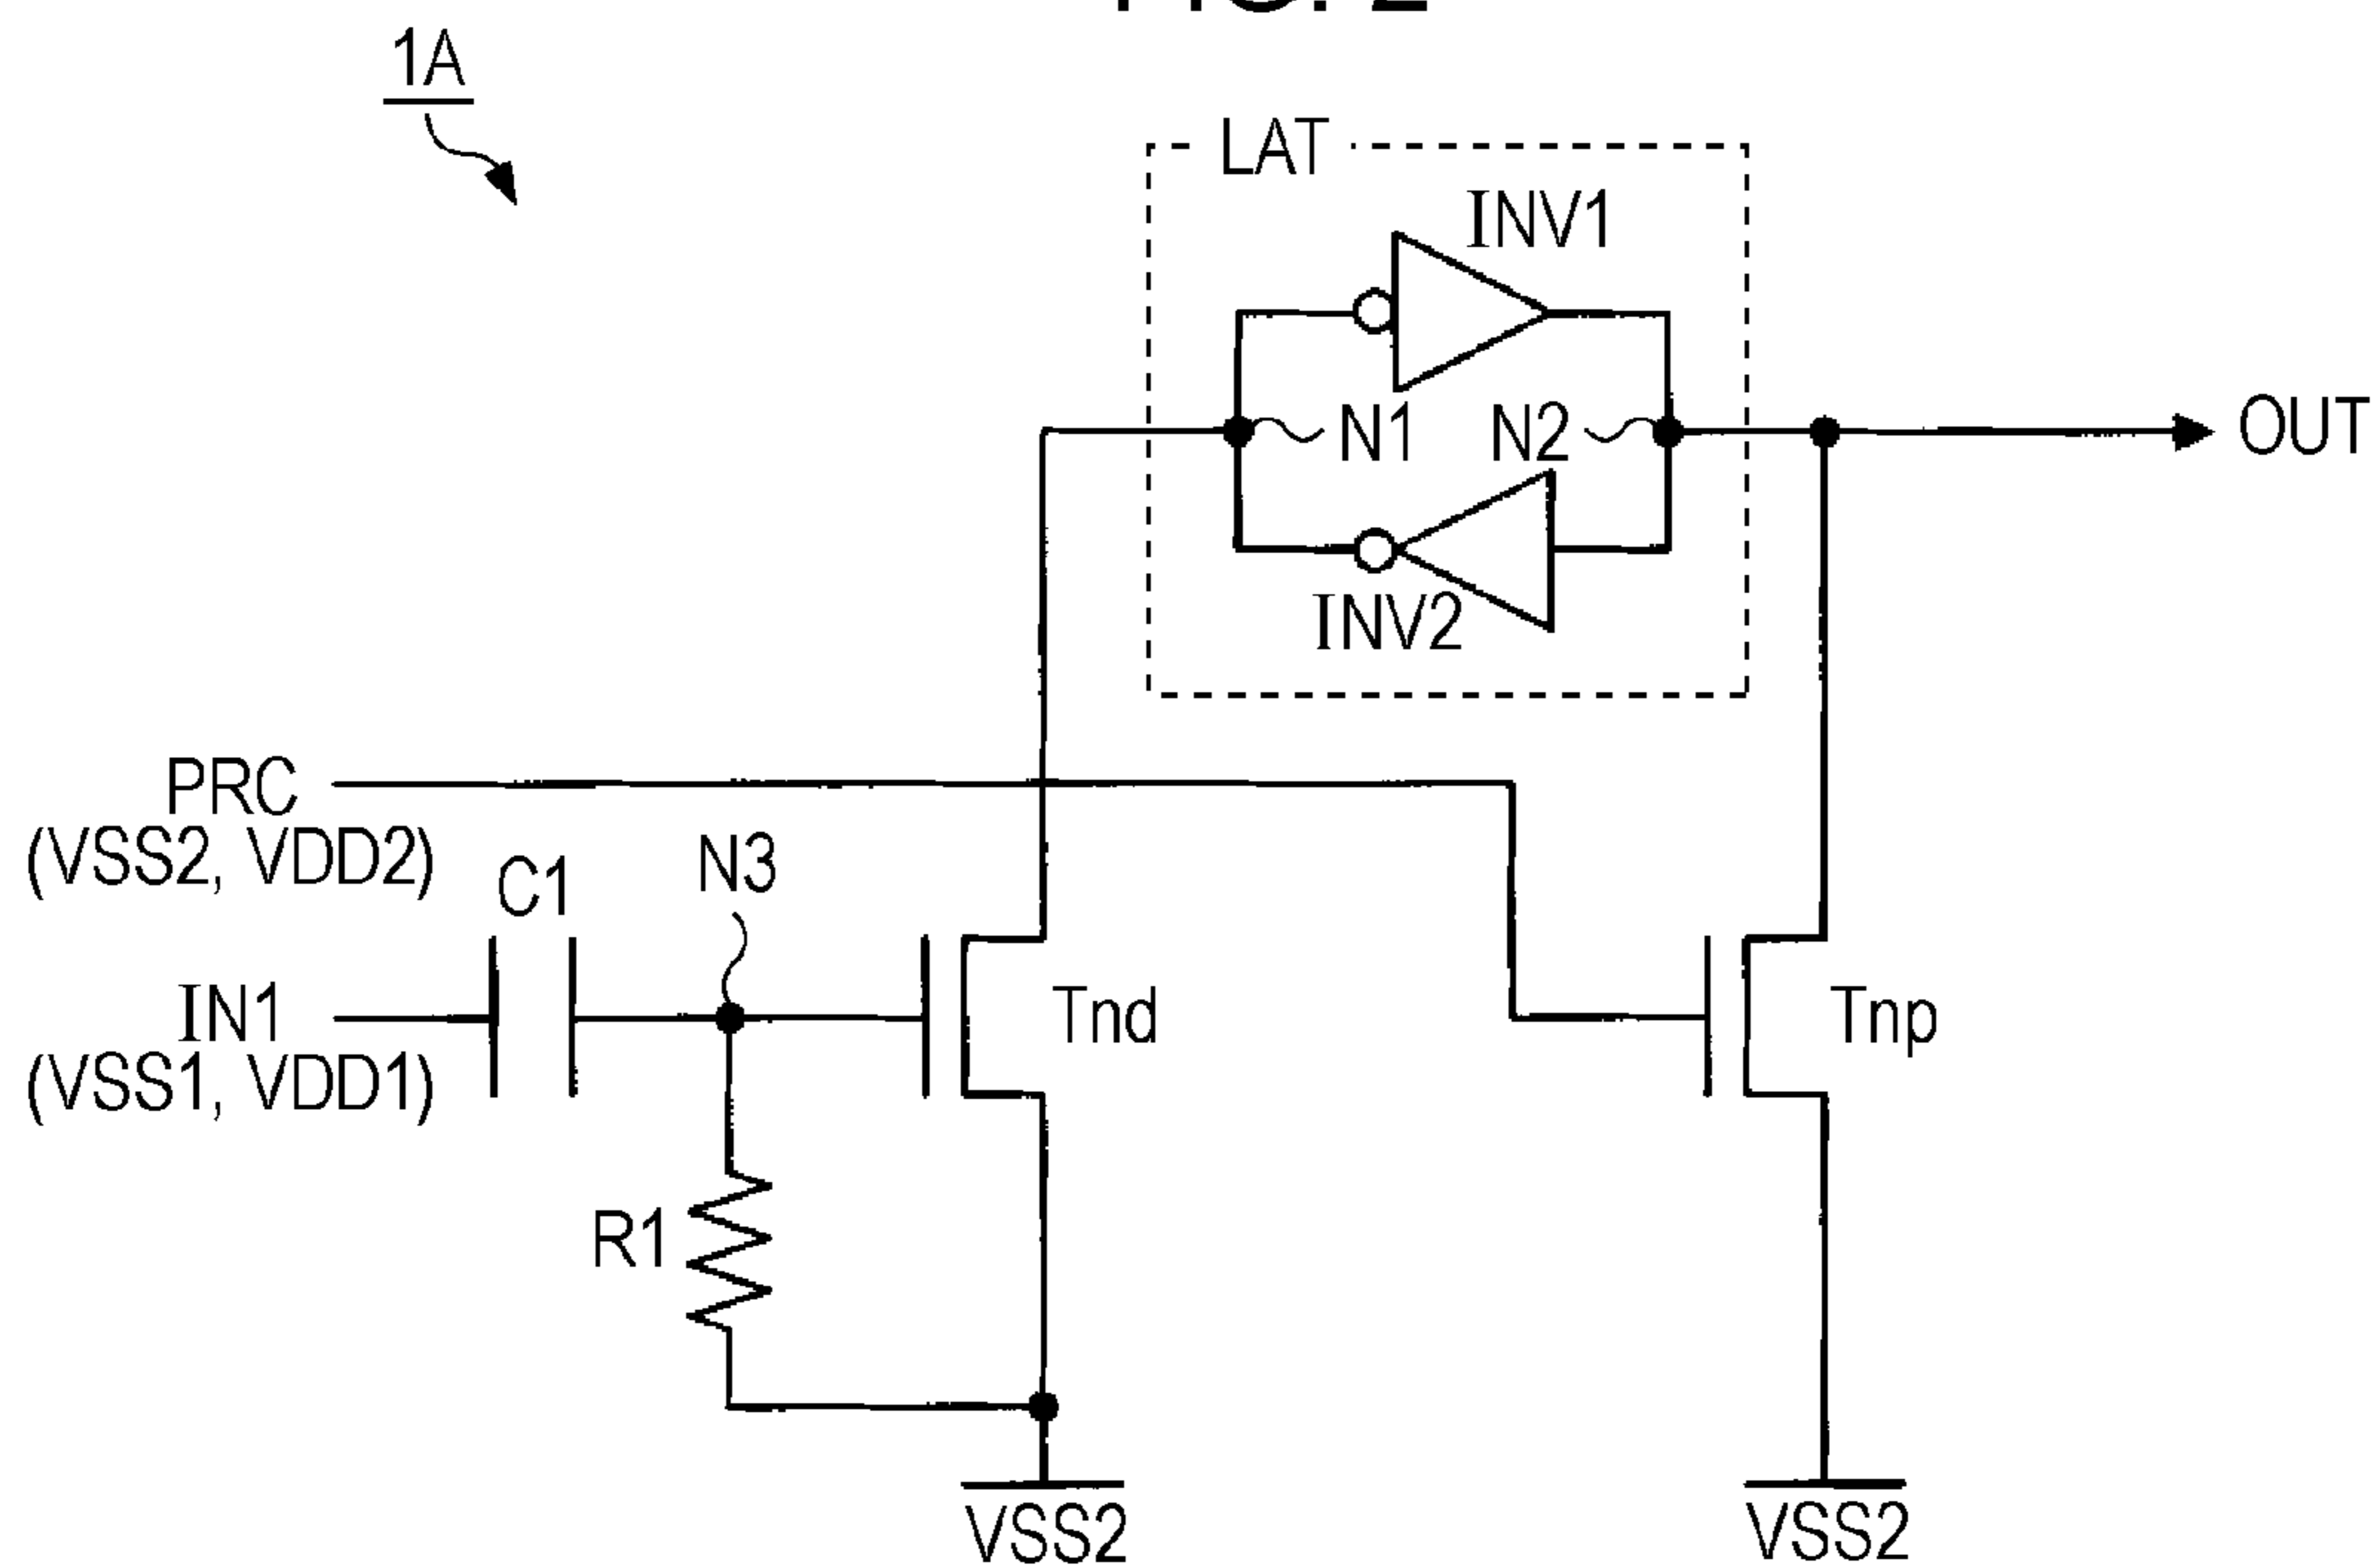 1A
LAT
INV1
N1
N2
OUT
INV2
PRC
(VSS2, VDD2)
C1
N3
IN1
(VSS1, VDD1)
Tnd
Tnp
R1
VSS2
VSS2